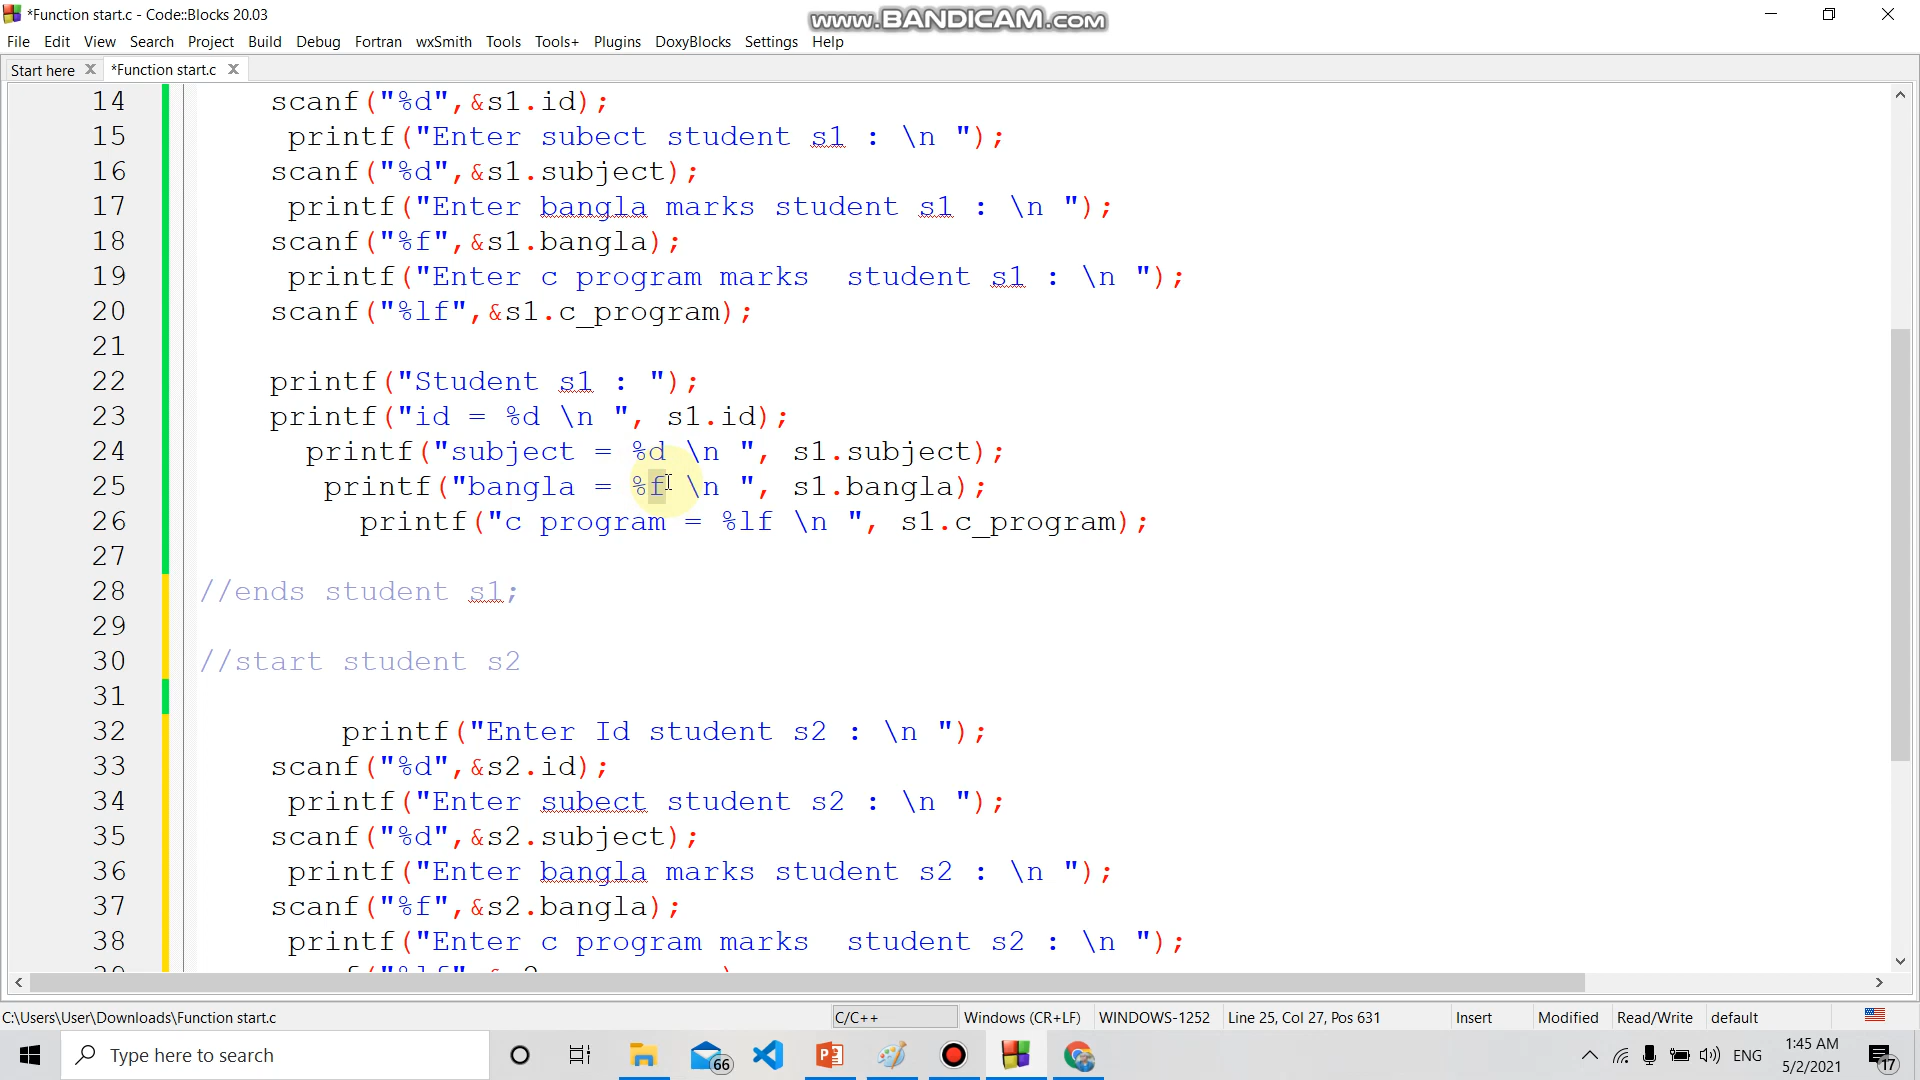 *Function start.c - Code::Blocks 20.03
www.BANDICAM.com
File Edit View Search Project Build Debug Fortran wxSmith Tools Tools+ Plugins DoxyBlocks Settings Help
Start here *Function start.c
14 scanf("%d",&s1.id);
15 printf("Enter subect student s1 : \n ");
16 scanf("%d",&s1.subject);
17 printf("Enter bangla marks student s1 : \n ");
18 scanf("%f",&s1.bangla);
19 printf("Enter c program marks  student s1 : \n ");
20 scanf("%lf",&s1.c_program);
21
22 printf("Student s1 : ");
23 printf("id = %d \n ", s1.id);
24 printf("subject = %d \n ", s1.subject);
25 printf("bangla = %f \n ", s1.bangla);
26 printf("c program = %lf \n ", s1.c_program);
27
28 //ends student s1;
29
30 //start student s2
31
32 printf("Enter Id student s2 : \n ");
33 scanf("%d",&s2.id);
34 printf("Enter subect student s2 : \n ");
35 scanf("%d",&s2.subject);
36 printf("Enter bangla marks student s2 : \n ");
37 scanf("%f",&s2.bangla);
38 printf("Enter c program marks  student s2 : \n ");
C:\Users\User\Downloads\Function start.c C/C++ Windows (CR+LF) WINDOWS-1252 Line 25, Col 27, Pos 631 Insert Modified Read/Write default
Type here to search 66 ENG 1:45 AM 17
5/2/2021